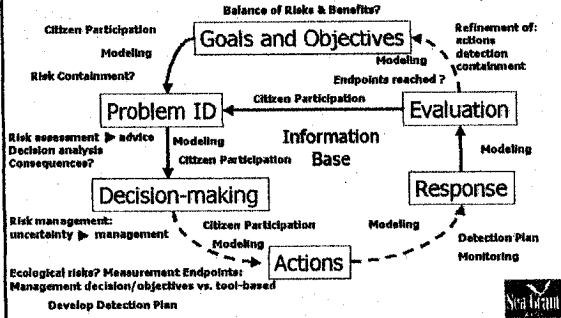 Balance of Risks & Benefits?
Citizen Participation
Goals and Objectives
Refinement of:
actions
detection
containment
Modeling
Modeling
Risk Containment?
Endpoints reached ?
Citizen Participation
Problem ID
Evaluation
Risk assessment ▶ advice
Decision analysis
Consequences?
Modeling
Citizen Participation
Information
Base
Modeling
Decision-making
Response
Risk management:
uncertainty ▶ management
Citizen Participation
Modeling
Modeling
Detection Plan
Monitoring
Actions
Ecological risks? Measurement Endpoints:
Management decision/objectives vs. tool-based
Develop Detection Plan
Sea Grant